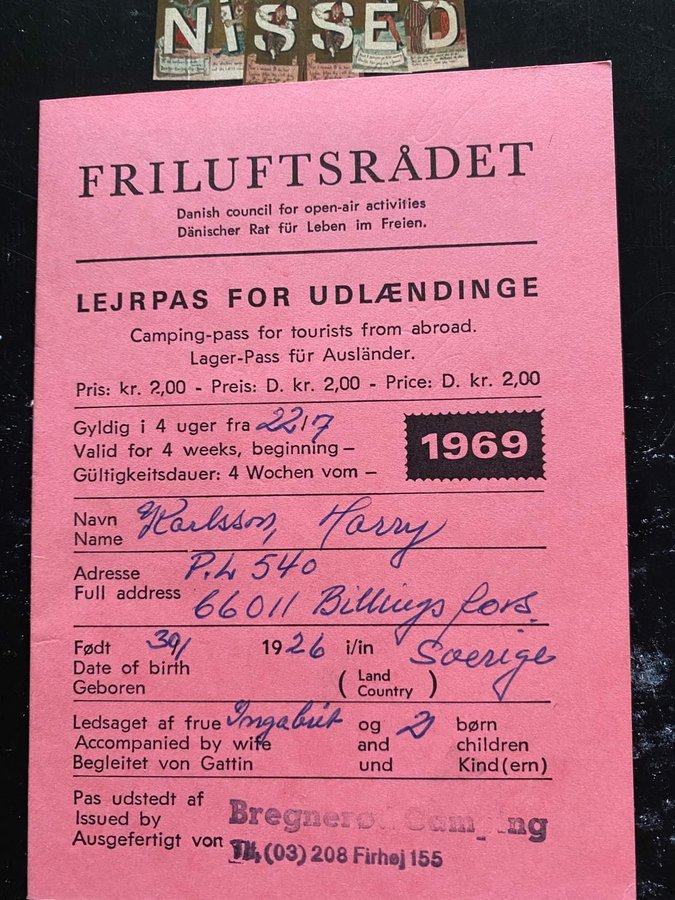 NISSED
FRILUFTSRÅDET
Danish council for open-air activities
Dänischer Rat für Leben im Freien.
LEJRPAS FOR UDLÆNDINGE
Camping-pass for tourists from abroad.
Lager-Pass für Ausländer.
Pris: kr. 2,00 - Preis: D. kr. 2,00 - Price: D. kr. 2,00
Gyldig i 4 uger fra 22/7
Valid for 4 weeks, beginning –
Gültigkeitsdauer: 4 Wochen vom –
1969
Navn
Name
Karlsson, Harry
Adresse
Full address
P.L 540
66011 Billingsfors.
Født 30/ 1926 i/in Sverige
Date of birth
Geboren
(Land
Country)
Ledsaget af frue Ingabrit og 2 børn
Accompanied by wife and children
Begleitet von Gattin und Kind(ern)
Pas udstedt af
Issued by
Ausgefertigt von
Bregnerød Camping
Tlf. (03) 208 Firhøj 155